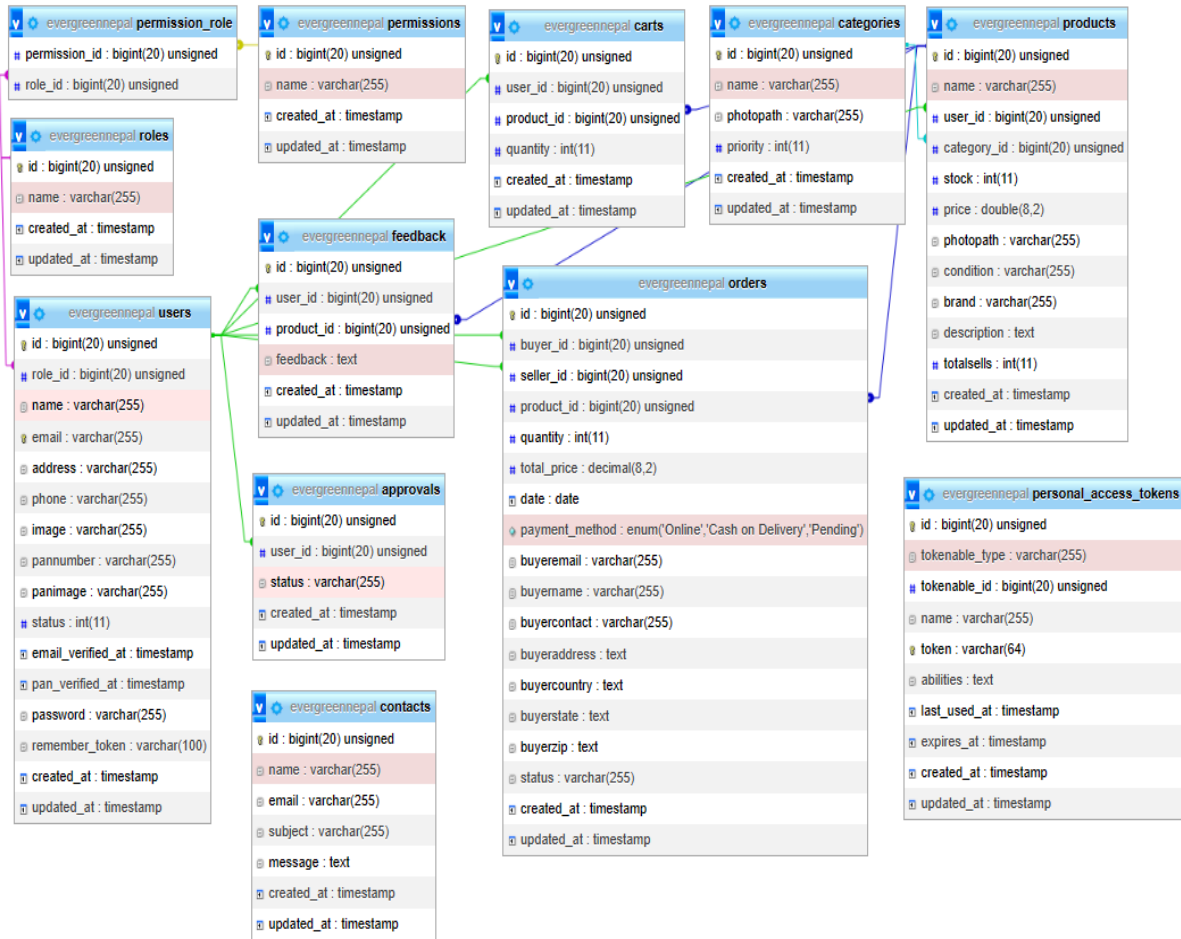 evergreennepal permission_role
permission_id : bigint(20) unsigned
role_id : bigint(20) unsigned
evergreennepal permissions
id : bigint(20) unsigned
name : varchar(255)
created_at : timestamp
updated_at : timestamp
evergreennepal carts
id : bigint(20) unsigned
user_id : bigint(20) unsigned
product_id : bigint(20) unsigned
quantity : int(11)
created_at : timestamp
updated_at : timestamp
evergreennepal categories
id : bigint(20) unsigned
name : varchar(255)
photopath : varchar(255)
priority : int(11)
created_at : timestamp
updated_at : timestamp
evergreennepal products
id : bigint(20) unsigned
name : varchar(255)
user_id : bigint(20) unsigned
category_id : bigint(20) unsigned
stock : int(11)
price : double(8,2)
photopath : varchar(255)
condition : varchar(255)
brand : varchar(255)
description : text
totalsells : int(11)
created_at : timestamp
updated_at : timestamp
evergreennepal roles
id : bigint(20) unsigned
name : varchar(255)
created_at : timestamp
updated_at : timestamp
evergreennepal feedback
id : bigint(20) unsigned
user_id : bigint(20) unsigned
product_id : bigint(20) unsigned
feedback : text
created_at : timestamp
updated_at : timestamp
evergreennepal orders
id : bigint(20) unsigned
buyer_id : bigint(20) unsigned
seller_id : bigint(20) unsigned
product_id : bigint(20) unsigned
quantity : int(11)
total_price : decimal(8,2)
date : date
payment_method : enum('Online','Cash on Delivery','Pending')
buyeremail : varchar(255)
buyername : varchar(255)
buyercontact : varchar(255)
buyeraddress : text
buyercountry : text
buyerstate : text
buyerzip : text
status : varchar(255)
created_at : timestamp
updated_at : timestamp
evergreennepal users
id : bigint(20) unsigned
role_id : bigint(20) unsigned
name : varchar(255)
email : varchar(255)
address : varchar(255)
phone : varchar(255)
image : varchar(255)
pannumber : varchar(255)
panimage : varchar(255)
status : int(11)
email_verified_at : timestamp
pan_verified_at : timestamp
password : varchar(255)
remember_token : varchar(100)
created_at : timestamp
updated_at : timestamp
evergreennepal approvals
id : bigint(20) unsigned
user_id : bigint(20) unsigned
status : varchar(255)
created_at : timestamp
updated_at : timestamp
evergreennepal personal_access_tokens
id : bigint(20) unsigned
tokenable_type : varchar(255)
tokenable_id : bigint(20) unsigned
name : varchar(255)
token : varchar(64)
abilities : text
last_used_at : timestamp
expires_at : timestamp
created_at : timestamp
updated_at : timestamp
evergreennepal contacts
id : bigint(20) unsigned
name : varchar(255)
email : varchar(255)
subject : varchar(255)
message : text
created_at : timestamp
updated_at : timestamp